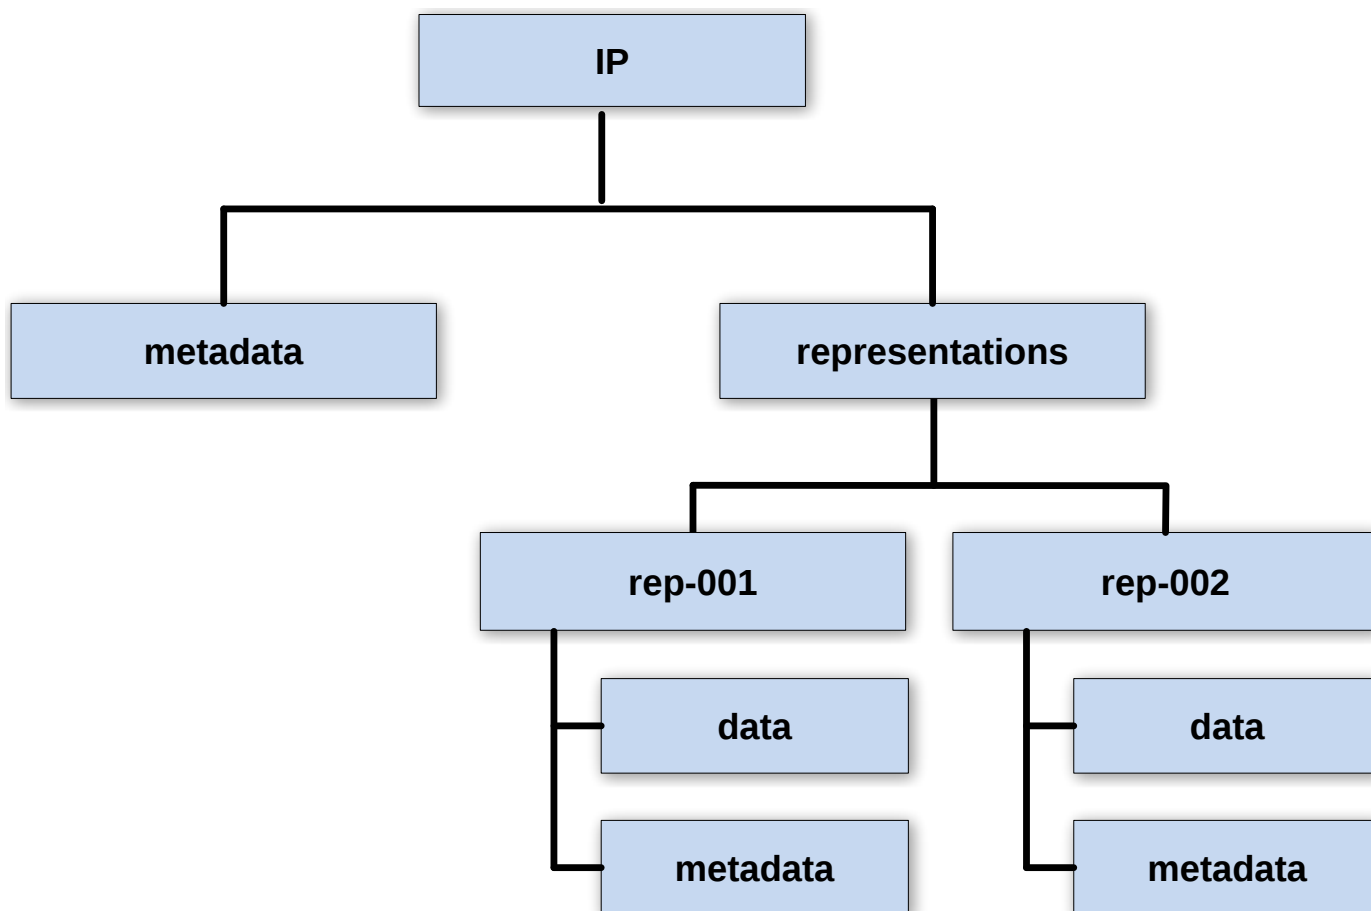 IP
metadata
representations
rep-001
rep-002
data
data
metadata
metadata